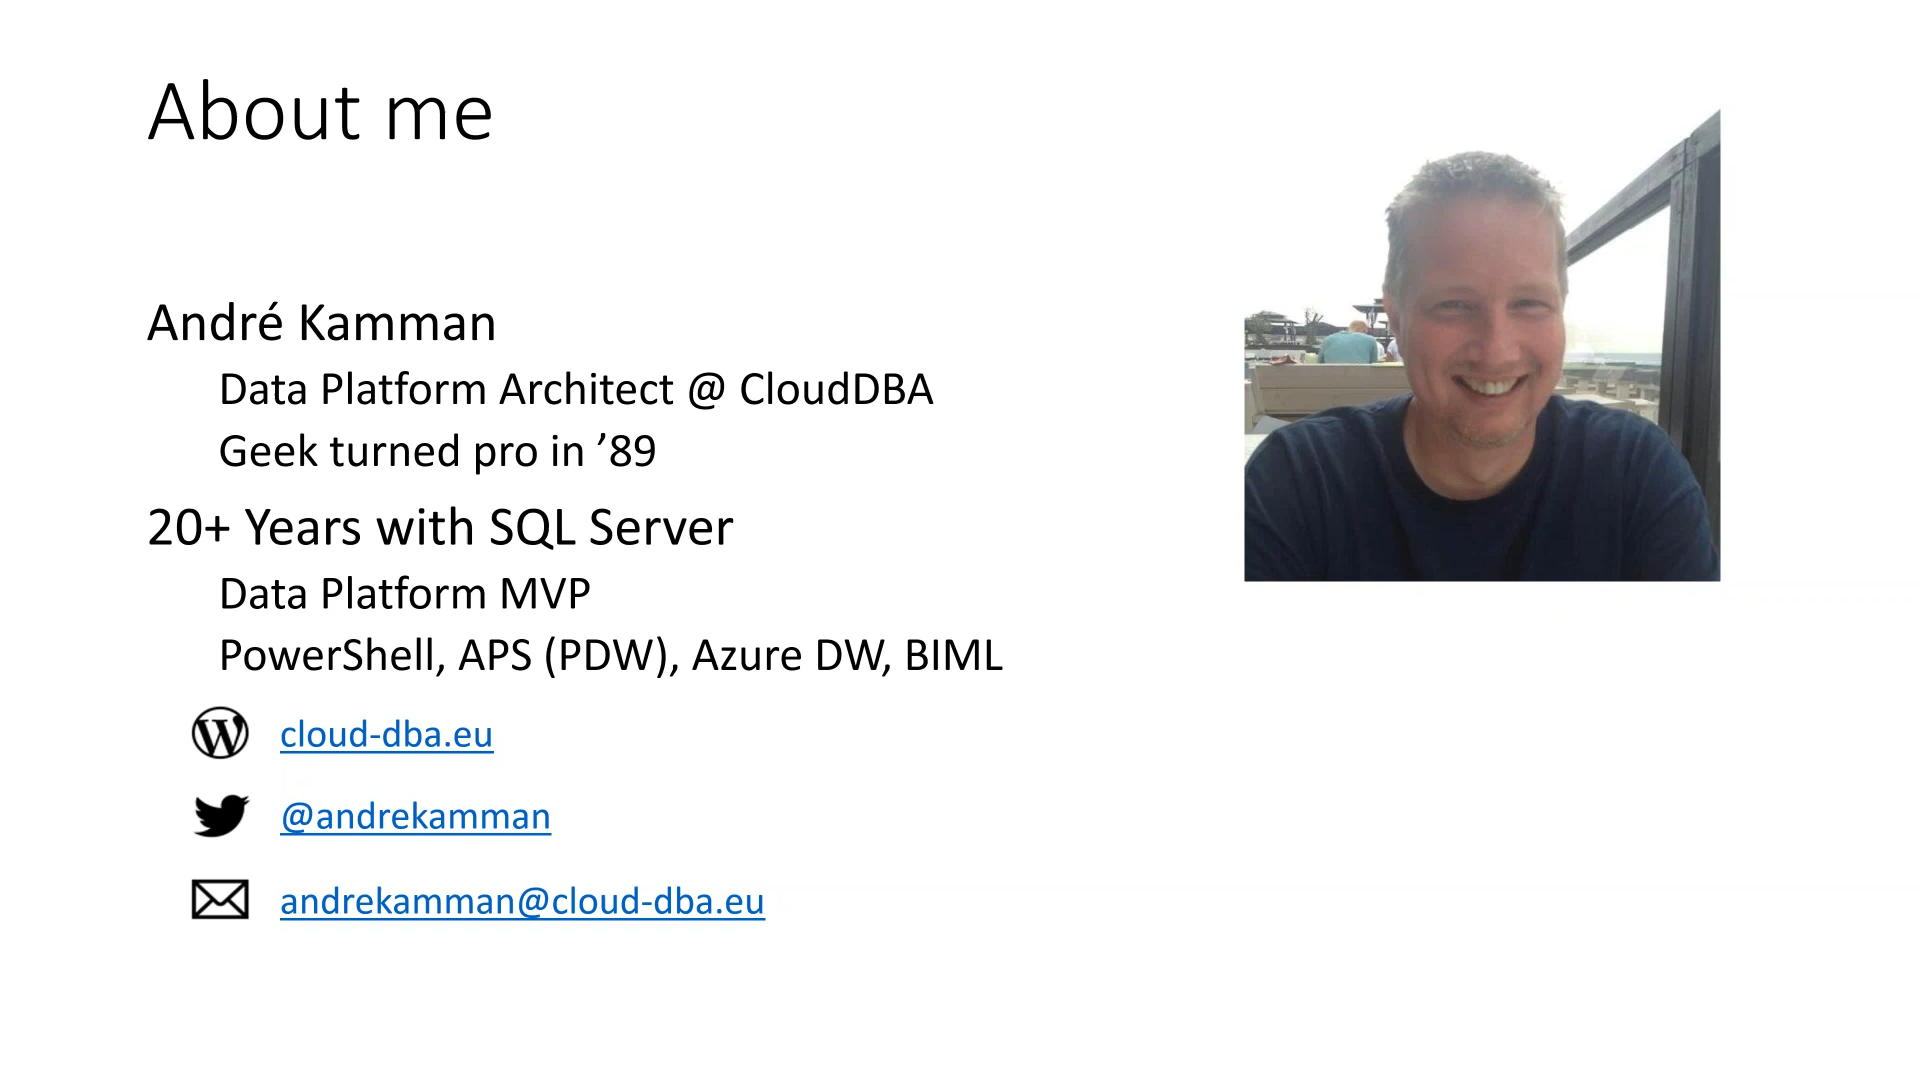 About me
André Kamman
Data Platform Architect @ CloudDBA
Geek turned pro in ’89
20+ Years with SQL Server
Data Platform MVP
PowerShell, APS (PDW), Azure DW, BIML
cloud-dba.eu
@andrekamman
andrekamman@cloud-dba.eu